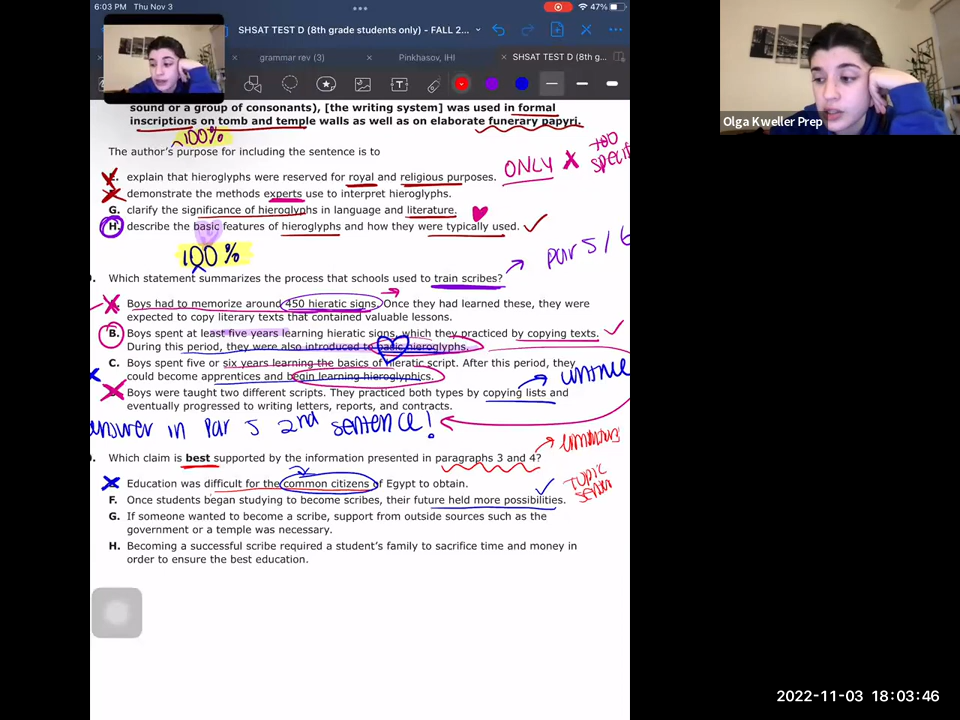 6:03 PM Thu Nov 3
47%
SHSAT TEST D (8th grade students only) - FALL 2...
grammar rev (3)
Pinkhasov, IHI
SHSAT TEST D (8th g...
sound or a group of consonants), [the writing system] was used in formal
inscriptions on tomb and temple walls as well as on elaborate funerary papyri.
100%
The author's purpose for including the sentence is to
ONLY X too
E. explain that hieroglyphs were reserved for royal and religious purposes.
demonstrate the methods experts use to interpret hieroglyphs.
G. clarify the significance of hieroglyphs in language and literature.
H. describe the basic features of hieroglyphs and how they were typically used.
100%
par 5/6
Which statement summarizes the process that schools used to train scribes?
Boys had to memorize around 450 hieratic signs. Once they had learned these, they were
expected to copy literary texts that contained valuable lessons.
B. Boys spent at least five years learning hieratic signs, which they practiced by copying texts.
During this period, they were also introduced to basic hieroglyphs.
C. Boys spent five or six years learning the basics of hieratic script. After this period, they
could become apprentices and begin learning hieroglyphics.
Boys were taught two different scripts. They practiced both types by copying lists and
eventually progressed to writing letters, reports, and contracts.
answer in par 5 2nd sentence!
Which claim is best supported by the information presented in paragraphs 3 and 4?
Education was difficult for the common citizens of Egypt to obtain.
topic
F. Once students began studying to become scribes, their future held more possibilities.
G. If someone wanted to become a scribe, support from outside sources such as the
government or a temple was necessary.
H. Becoming a successful scribe required a student's family to sacrifice time and money in
order to ensure the best education.
Olga Kweller Prep
2022-11-03 18:03:46